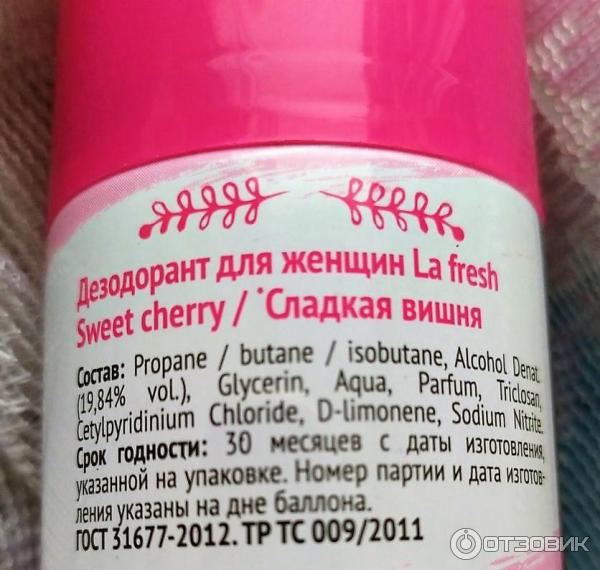 Дезодорант для женщин La fresh
Sweet cherry / Сладкая вишня
Состав: Propane / butane / isobutane, Alcohol Denat.
(19,84% vol.), Glycerin, Aqua, Parfum, Triclosan,
Cetylpyridinium Chloride, D-limonene, Sodium Nitrite.
Срок годности: 30 месяцев с даты изготовления,
указанной на упаковке. Номер партии и дата изготов-
ления указаны на дне баллона.
ГОСТ 31677-2012. ТР ТС 009/2011
ОТЗОВИК